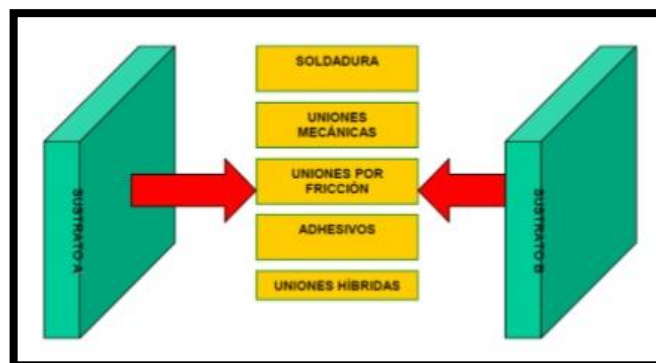 SUSTRATO A
SOLDADURA
UNIONES
MECÁNICAS
UNIONES POR
FRICCIÓN
ADHESIVOS
UNIONES HÍBRIDAS
SUSTRATO B